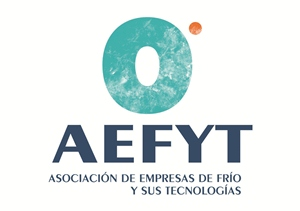 AEFYT
ASOCIACIÓN DE EMPRESAS DE FRÍO
Y SUS TECNOLOGÍAS